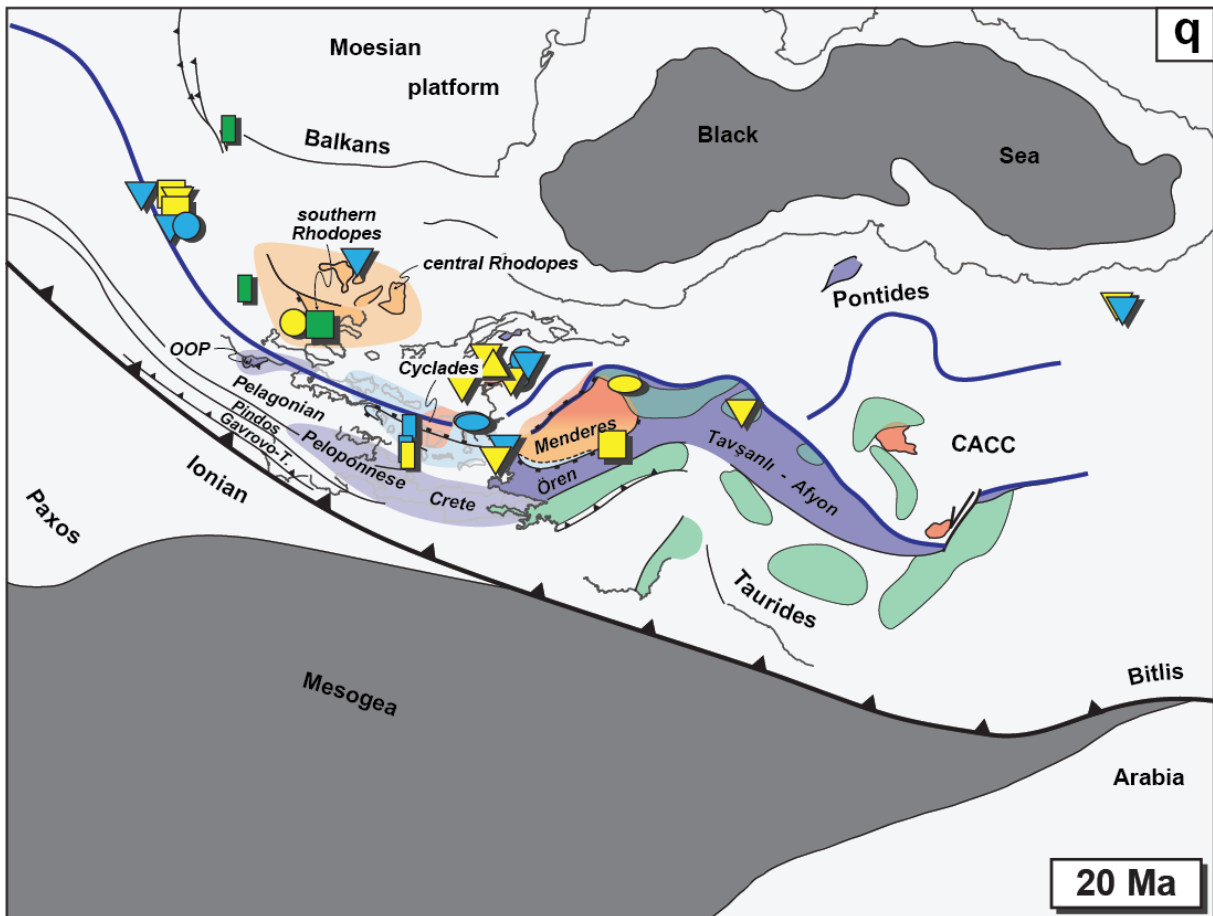 q
Moesian
platform
Balkans
Black
Sea
southern
Rhodopes
central Rhodopes
Pontides
OOP
Cyclades
Pelagonian
Pindos
Gavrovo-T.
Peloponnese
Ionian
Paxos
Crete
Menderes
Ören
Tavşanlı - Afyon
CACC
Taurides
Mesogea
Bitlis
Arabia
20 Ma